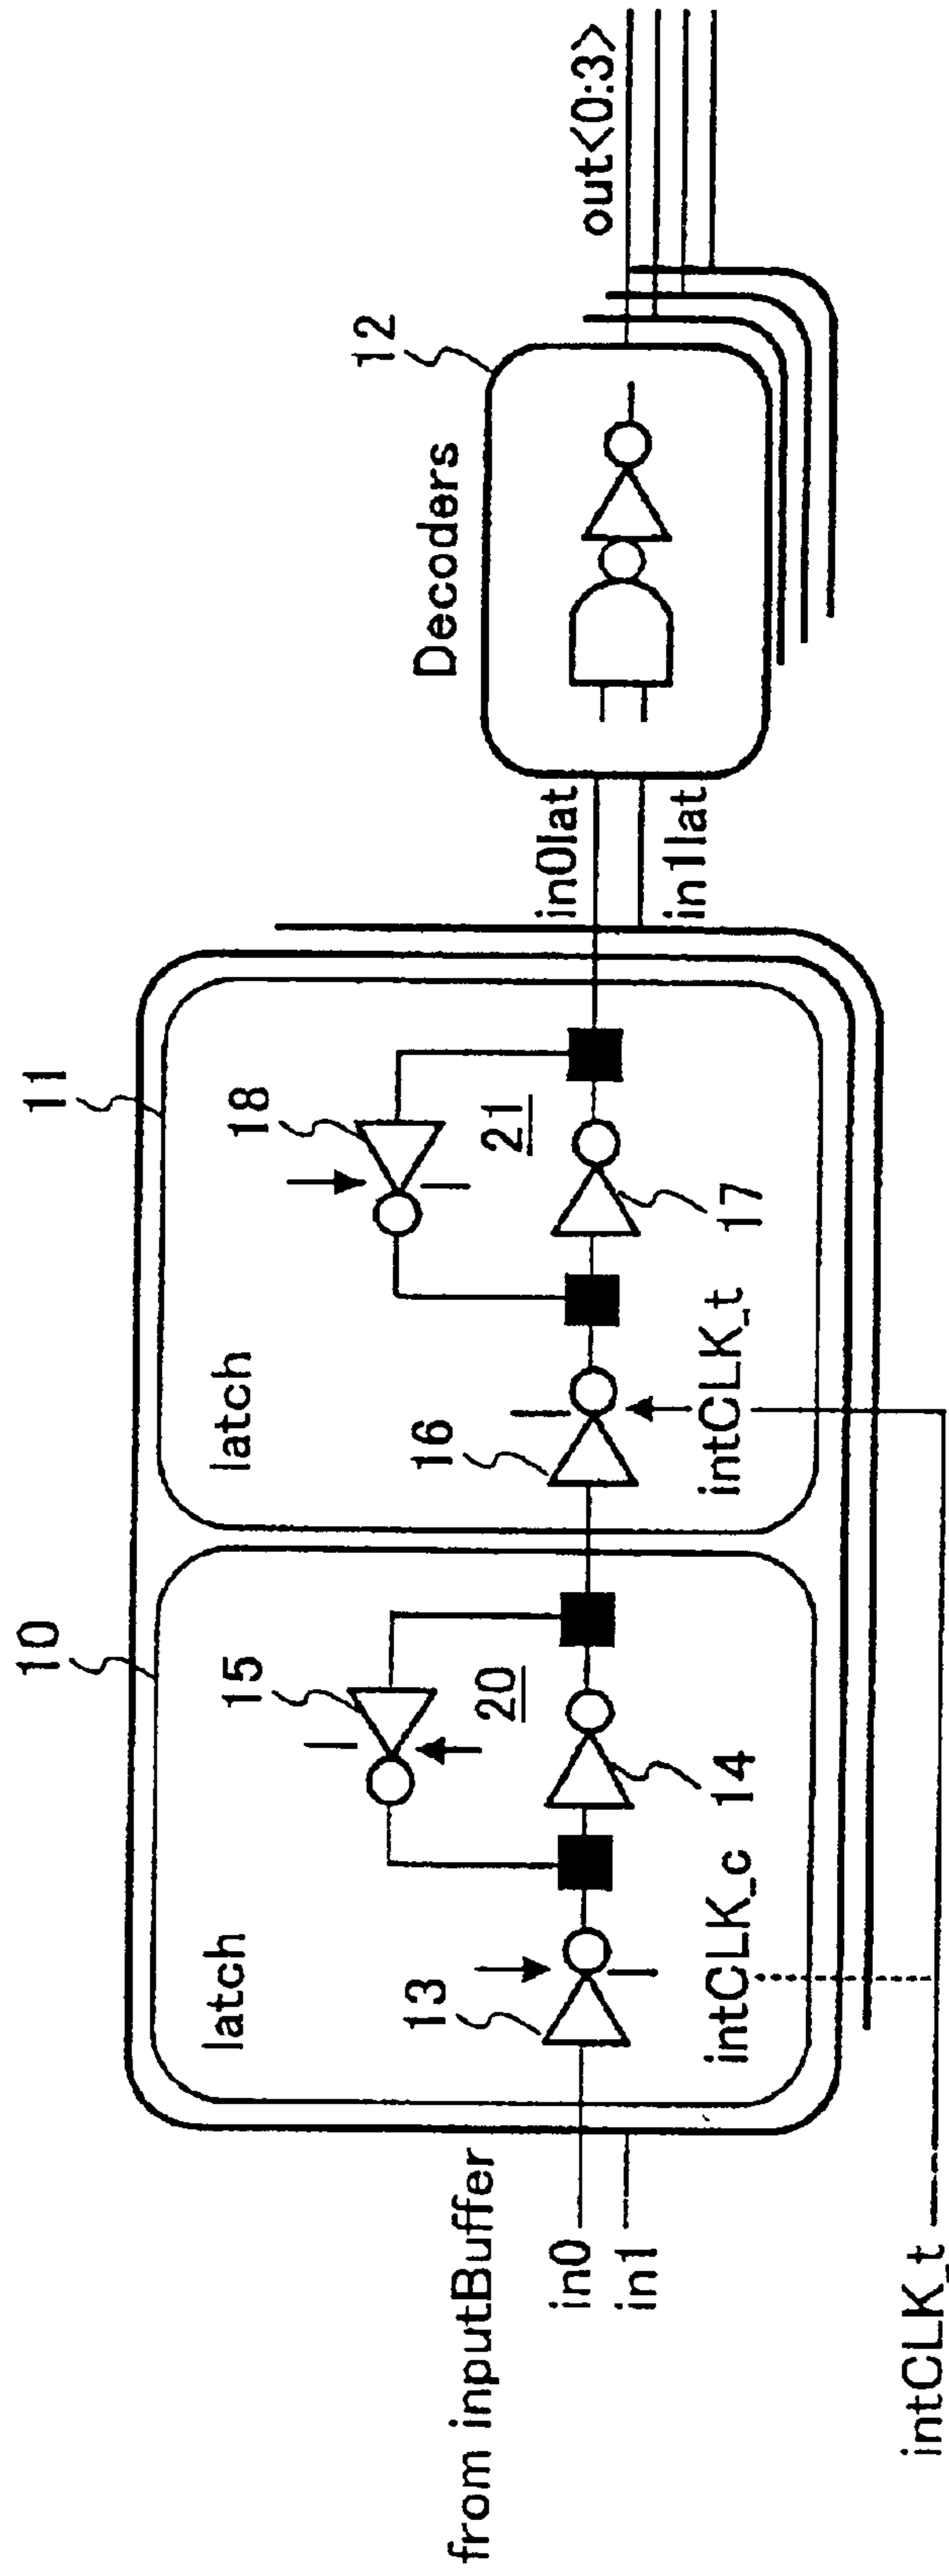 10
11
latch
15
20
13
14
intCLK_c
latch
18
21
16
17
intCLK_t
from inputBuffer
in0
in1
intCLK_t
in0lat
in1lat
Decoders
12
out<0:3>